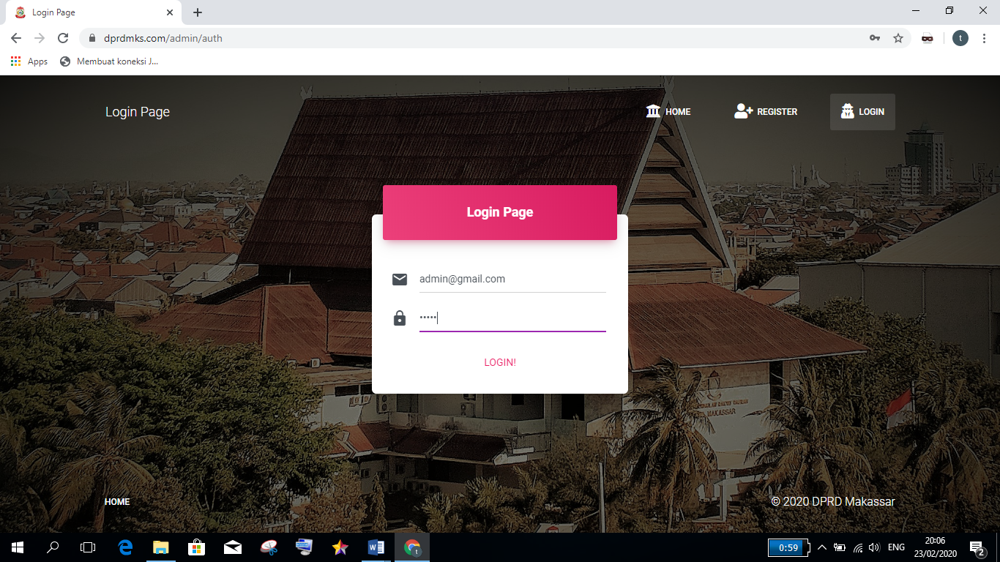 Login Page
dprdmks.com/admin/auth
t
Apps
Membuat koneksi J...
Login Page
HOME
REGISTER
LOGIN
Login Page
admin@gmail.com
•••••
LOGIN!
MAKASSAR
HOME
© 2020 DPRD Makassar
0:59
ENG
20:06
23/02/2020
2